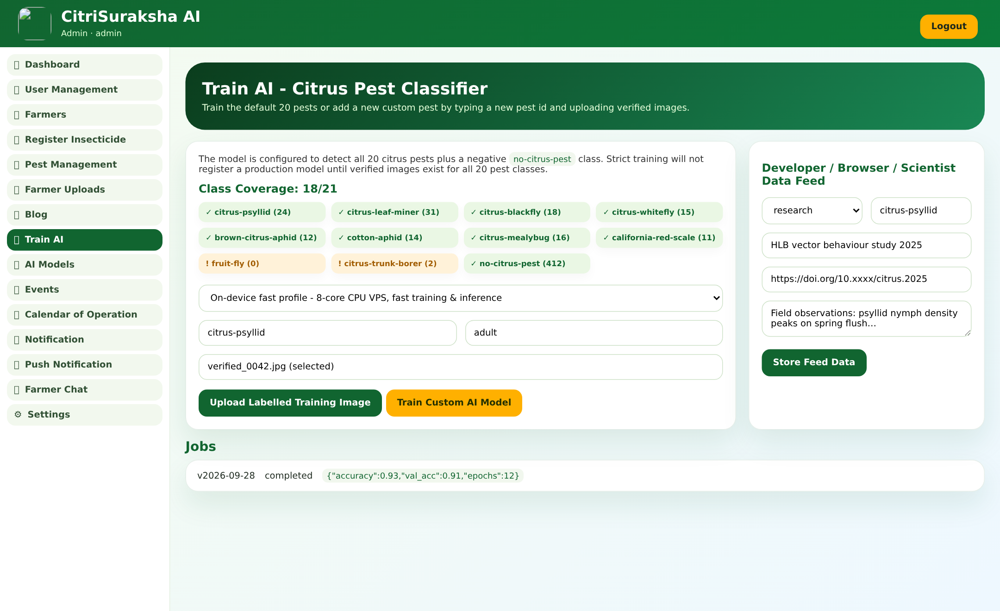 CitriSuraksha AI
Admin · admin
Logout
Dashboard
User Management
Farmers
Register Insecticide
Pest Management
Farmer Uploads
Blog
Train AI
AI Models
Events
Calendar of Operation
Notification
Push Notification
Farmer Chat
⚙ Settings
Train AI - Citrus Pest Classifier
Train the default 20 pests or add a new custom pest by typing a new pest id and uploading verified images.
The model is configured to detect all 20 citrus pests plus a negative no-citrus-pest class. Strict training will not
register a production model until verified images exist for all 20 pest classes.
Class Coverage: 18/21
✓ citrus-psyllid (24)
✓ citrus-leaf-miner (31)
✓ citrus-blackfly (18)
✓ citrus-whitefly (15)
✓ brown-citrus-aphid (12)
✓ cotton-aphid (14)
✓ citrus-mealybug (16)
✓ california-red-scale (11)
! fruit-fly (0)
! citrus-trunk-borer (2)
✓ no-citrus-pest (412)
On-device fast profile - 8-core CPU VPS, fast training & inference
citrus-psyllid
adult
verified_0042.jpg (selected)
Upload Labelled Training Image
Train Custom AI Model
Developer / Browser / Scientist
Data Feed
research
citrus-psyllid
HLB vector behaviour study 2025
https://doi.org/10.xxxx/citrus.2025
Field observations: psyllid nymph density
peaks on spring flush...
Store Feed Data
Jobs
v2026-09-28 completed {"accuracy":0.93,"val_acc":0.91,"epochs":12}